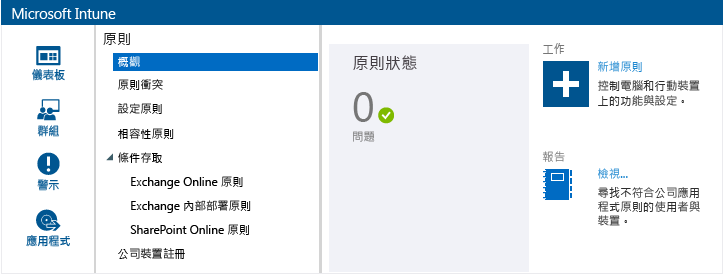 Microsoft Intune
儀表板
群組
警示
應用程式
原則
概觀
原則衝突
設定原則
相容性原則
條件存取
Exchange Online 原則
Exchange 內部部署原則
SharePoint Online 原則
公司裝置註冊
原則狀態
0
問題
工作
新增原則
控制電腦和行動裝置
上的功能與設定。
報告
檢視...
尋找不符合公司應用
程式原則的使用者與
裝置。